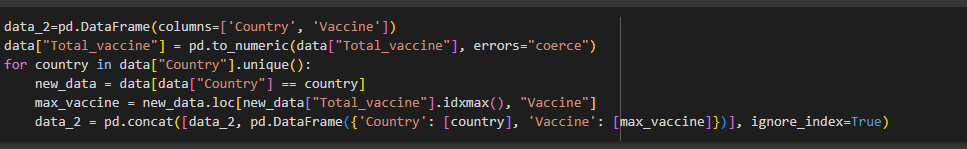 data_2=pd.DataFrame(columns=['Country', 'Vaccine'])
data["Total_vaccine"] = pd.to_numeric(data["Total_vaccine"], errors="coerce")
for country in data["Country"].unique():
    new_data = data[data["Country"] == country]
    max_vaccine = new_data.loc[new_data["Total_vaccine"].idxmax(), "Vaccine"]
    data_2 = pd.concat([data_2, pd.DataFrame({'Country': [country], 'Vaccine': [max_vaccine]})], ignore_index=True)